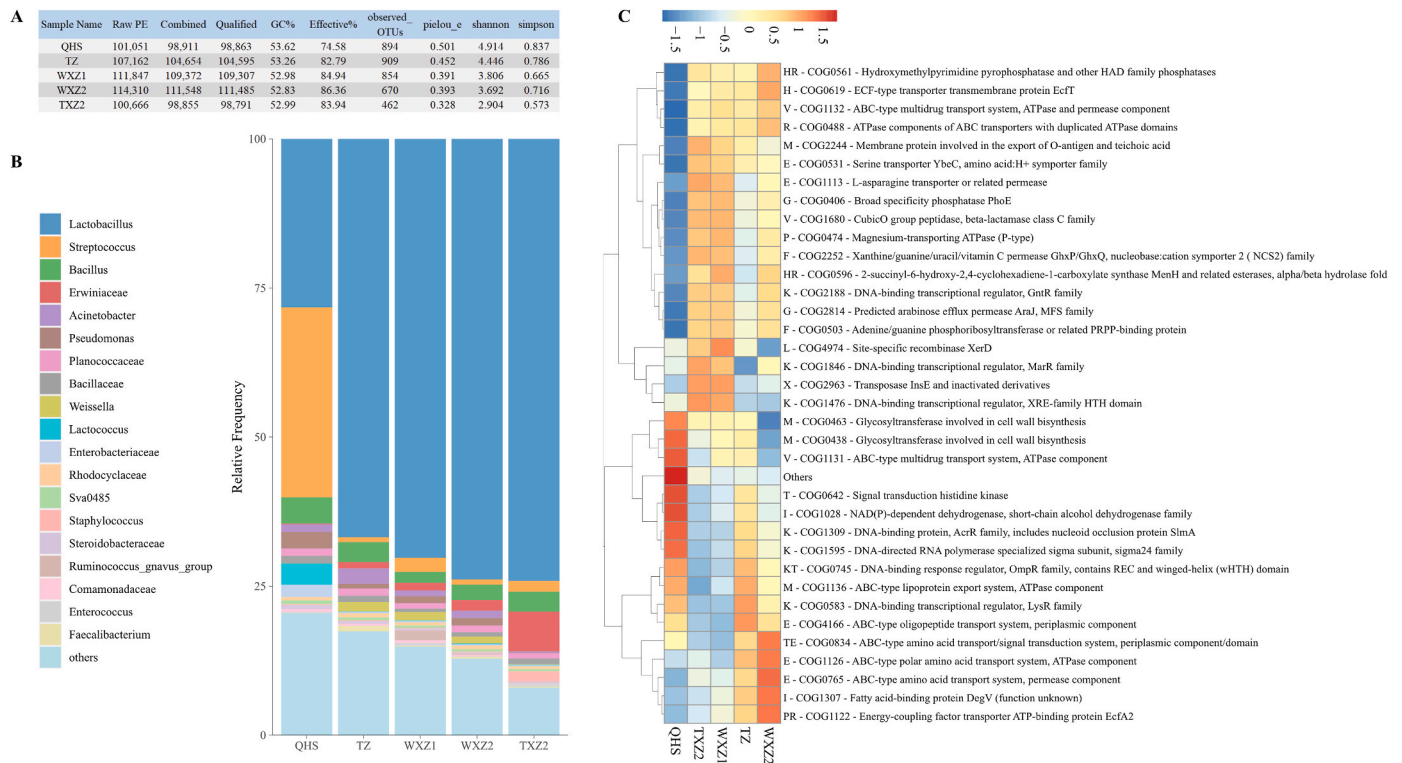 A
Sample Name Raw PE Combined Qualified GC% Effective% observed_ OTUs pielou_e shannon simpson
QHS 101,051 98,911 98,863 53.62 74.58 894 0.501 4.914 0.837
TZ 107,162 104,654 104,595 53.26 82.79 909 0.452 4.446 0.786
WXZ1 111,847 109,372 109,307 52.98 84.94 854 0.391 3.806 0.665
WXZ2 114,310 111,548 111,485 52.83 86.36 670 0.393 3.692 0.716
TXZ2 100,666 98,855 98,791 52.99 83.94 462 0.328 2.904 0.573
B
Lactobacillus
Streptococcus
Bacillus
Erwiniaceae
Acinetobacter
Pseudomonas
Planococcaceae
Bacillaceae
Weissella
Lactococcus
Enterobacteriaceae
Rhodocyclaceae
Sva0485
Staphylococcus
Steroidobacteraceae
Ruminococcus_gnavus_group
Comamonadaceae
Enterococcus
Faecalibacterium
others
Relative Frequency
100
75
50
25
0
QHS TZ WXZ1 WXZ2 TXZ2
C
−1.5 −1 −0.5 0 0.5 1 1.5
HR - COG0561 - Hydroxymethylpyrimidine pyrophosphatase and other HAD family phosphatases
H - COG0619 - ECF-type transporter transmembrane protein EcfT
V - COG1132 - ABC-type multidrug transport system, ATPase and permease component
R - COG0488 - ATPase components of ABC transporters with duplicated ATPase domains
M - COG2244 - Membrane protein involved in the export of O-antigen and teichoic acid
E - COG0531 - Serine transporter YbeC, amino acid:H+ symporter family
E - COG1113 - L-asparagine transporter or related permease
G - COG0406 - Broad specificity phosphatase PhoE
V - COG1680 - CubicO group peptidase, beta-lactamase class C family
P - COG0474 - Magnesium-transporting ATPase (P-type)
F - COG2252 - Xanthine/guanine/uracil/vitamin C permease GhxP/GhxQ, nucleobase:cation symporter 2 ( NCS2) family
HR - COG0596 - 2-succinyl-6-hydroxy-2,4-cyclohexadiene-1-carboxylate synthase MenH and related esterases, alpha/beta hydrolase fold
K - COG2188 - DNA-binding transcriptional regulator, GntR family
G - COG2814 - Predicted arabinose efflux permease AraJ, MFS family
F - COG0503 - Adenine/guanine phosphoribosyltransferase or related PRPP-binding protein
L - COG4974 - Site-specific recombinase XerD
K - COG1846 - DNA-binding transcriptional regulator, MarR family
X - COG2963 - Transposase InsE and inactivated derivatives
K - COG1476 - DNA-binding transcriptional regulator, XRE-family HTH domain
M - COG0463 - Glycosyltransferase involved in cell wall bisynthesis
M - COG0438 - Glycosyltransferase involved in cell wall bisynthesis
V - COG1131 - ABC-type multidrug transport system, ATPase component
Others
T - COG0642 - Signal transduction histidine kinase
I - COG1028 - NAD(P)-dependent dehydrogenase, short-chain alcohol dehydrogenase family
K - COG1309 - DNA-binding protein, AcrR family, includes nucleoid occlusion protein SlmA
K - COG1595 - DNA-directed RNA polymerase specialized sigma subunit, sigma24 family
KT - COG0745 - DNA-binding response regulator, OmpR family, contains REC and winged-helix (wHTH) domain
M - COG1136 - ABC-type lipoprotein export system, ATPase component
K - COG0583 - DNA-binding transcriptional regulator, LysR family
E - COG4166 - ABC-type oligopeptide transport system, periplasmic component
TE - COG0834 - ABC-type amino acid transport/signal transduction system, periplasmic component/domain
E - COG1126 - ABC-type polar amino acid transport system, ATPase component
E - COG0765 - ABC-type amino acid transport system, permease component
I - COG1307 - Fatty acid-binding protein DegV (function unknown)
PR - COG1122 - Energy-coupling factor transporter ATP-binding protein EcfA2
QHS TXZ2 WXZ1 TZ WXZ2